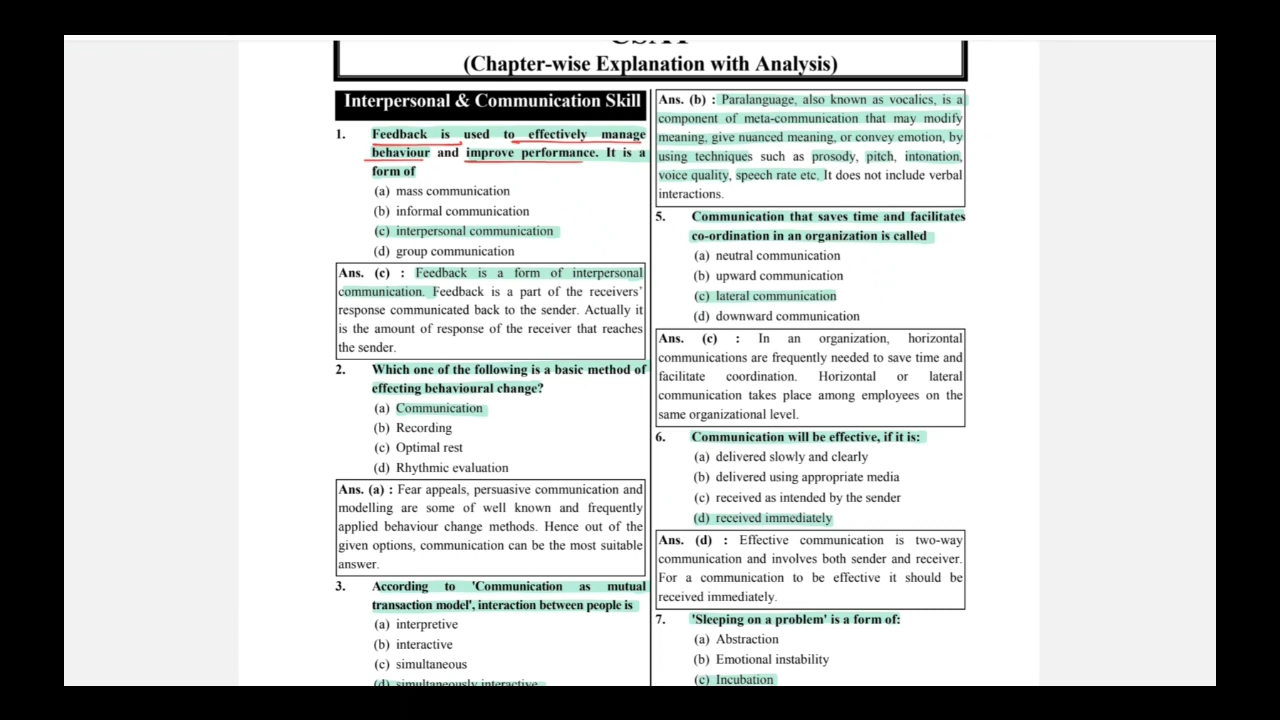 CSAT
(Chapter-wise Explanation with Analysis)
Interpersonal & Communication Skill
1. Feedback is used to effectively manage
behaviour and improve performance. It is a
form of
(a) mass communication
(b) informal communication
(c) interpersonal communication
(d) group communication
Ans. (c) : Feedback is a form of interpersonal
communication. Feedback is a part of the receivers’
response communicated back to the sender. Actually it
is the amount of response of the receiver that reaches
the sender.
2. Which one of the following is a basic method of
effecting behavioural change?
(a) Communication
(b) Recording
(c) Optimal rest
(d) Rhythmic evaluation
Ans. (a) : Fear appeals, persuasive communication and
modelling are some of well known and frequently
applied behaviour change methods. Hence out of the
given options, communication can be the most suitable
answer.
3. According to 'Communication as mutual
transaction model', interaction between people is
(a) interpretive
(b) interactive
(c) simultaneous
(d) simultaneously interactive
Ans. (b) : Paralanguage, also known as vocalics, is a
component of meta-communication that may modify
meaning, give nuanced meaning, or convey emotion, by
using techniques such as prosody, pitch, intonation,
voice quality, speech rate etc. It does not include verbal
interactions.
5. Communication that saves time and facilitates
co-ordination in an organization is called
(a) neutral communication
(b) upward communication
(c) lateral communication
(d) downward communication
Ans. (c) : In an organization, horizontal
communications are frequently needed to save time and
facilitate coordination. Horizontal or lateral
communication takes place among employees on the
same organizational level.
6. Communication will be effective, if it is:
(a) delivered slowly and clearly
(b) delivered using appropriate media
(c) received as intended by the sender
(d) received immediately
Ans. (d) : Effective communication is two-way
communication and involves both sender and receiver.
For a communication to be effective it should be
received immediately.
7. 'Sleeping on a problem' is a form of:
(a) Abstraction
(b) Emotional instability
(c) Incubation